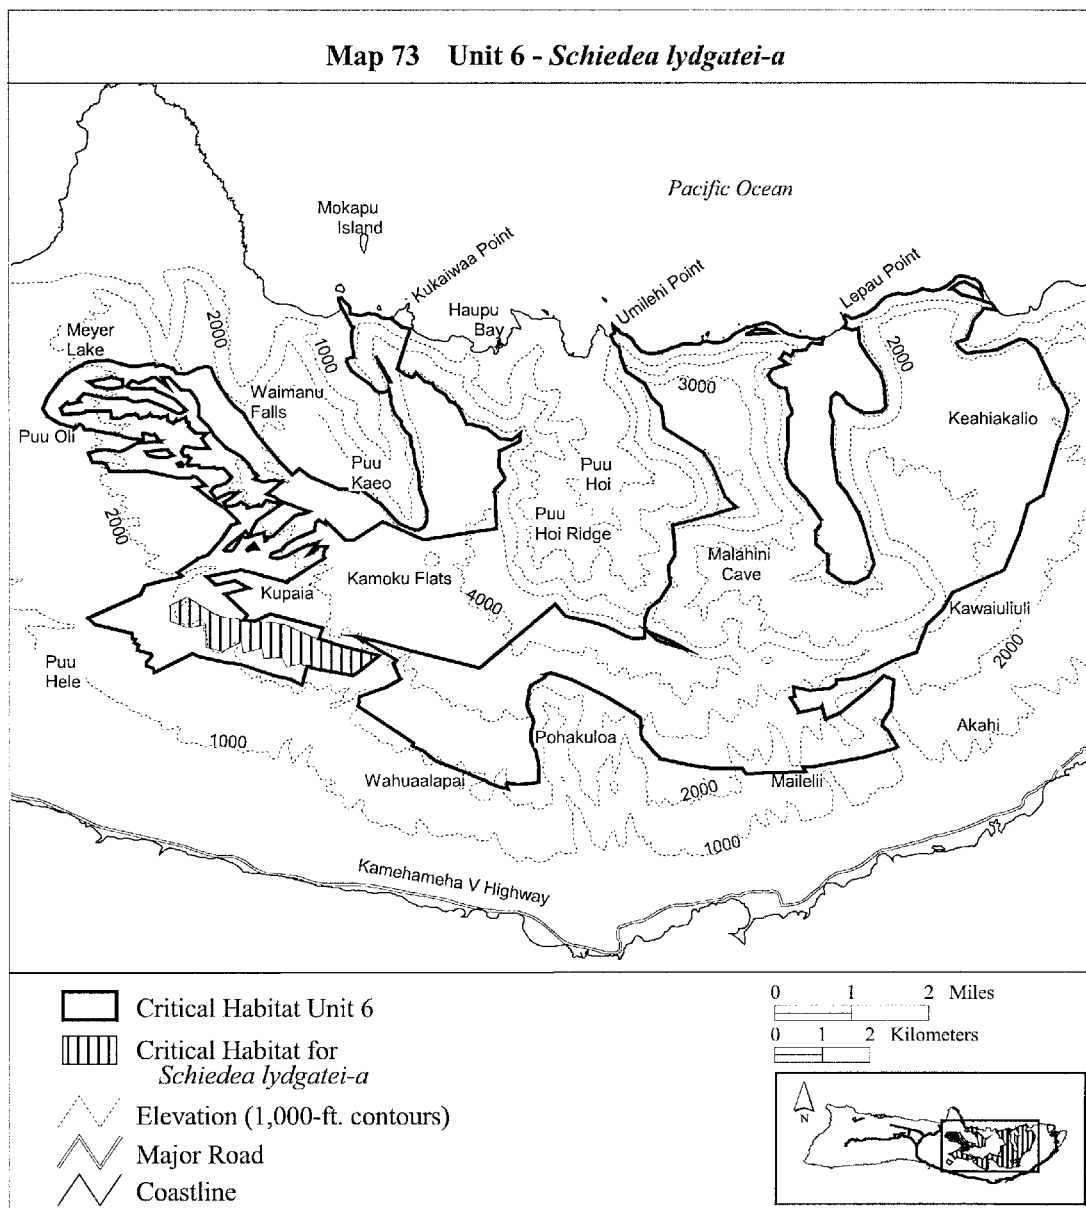 Map 73 Unit 6 - Schiedea lydgatei-a
Pacific Ocean
Mokapu
Island
Kukaiwaa Point
Haupu
Bay
Umilehi Point
Lepau Point
Meyer
Lake
2000
1000
2000
3000
Waimanu
Falls
Keahiakalio
Puu Oli
Puu
Kaeo
Puu
Hoi
2000
Puu
Hoi Ridge
Malahini
Cave
Kamoku Flats
Kupaia
4000
Kawaiuliuli
2000
Puu
Hele
1000
Pohakuloa
Akahi
Wahuaalapai
2000
Mailelii
1000
Kamehameha V Highway
Critical Habitat Unit 6
Critical Habitat for
Schiedea lydgatei-a
Elevation (1,000-ft. contours)
Major Road
Coastline
0 1 2 Miles
0 1 2 Kilometers
N